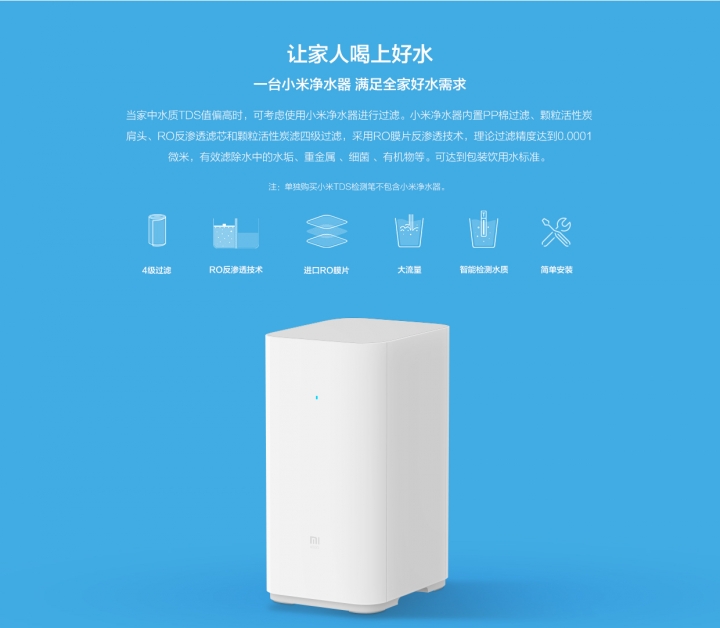 让家人喝上好水
一台小米净水器 满足全家好水需求
当家中水质TDS值偏高时，可考虑使用小米净水器进行过滤。小米净水器内置PP棉过滤、颗粒活性炭
肩头、RO反渗透滤芯和颗粒活性炭滤四级过滤，采用RO膜片反渗透技术，理论过滤精度达到0.0001
微米，有效滤除水中的水垢、重金属 、细菌 、有机物等。可达到包装饮用水标准。
注：单独购买小米TDS检测笔不包含小米净水器。
4级过滤
RO反渗透技术
进口RO膜片
大流量
智能检测水质
简单安装
MI